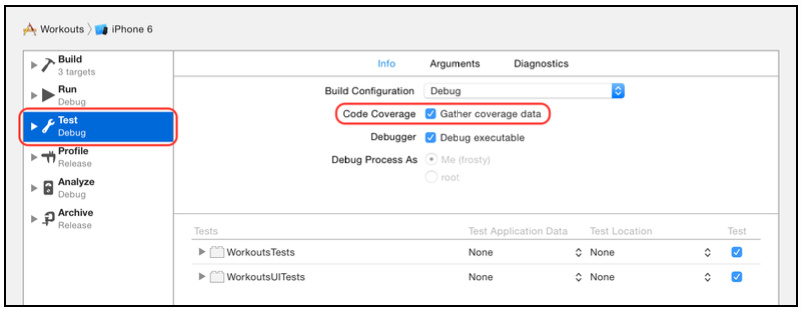 Workouts › iPhone 6
Build
3 targets
Run
Debug
Test
Debug
Profile
Release
Analyze
Debug
Archive
Release
Info Arguments Diagnostics
Build Configuration Debug
Code Coverage Gather coverage data
Debugger Debug executable
Debug Process As Me (frosty)
root
Tests Test Application Data Test Location Test
WorkoutsTests None None
WorkoutsUITests None None